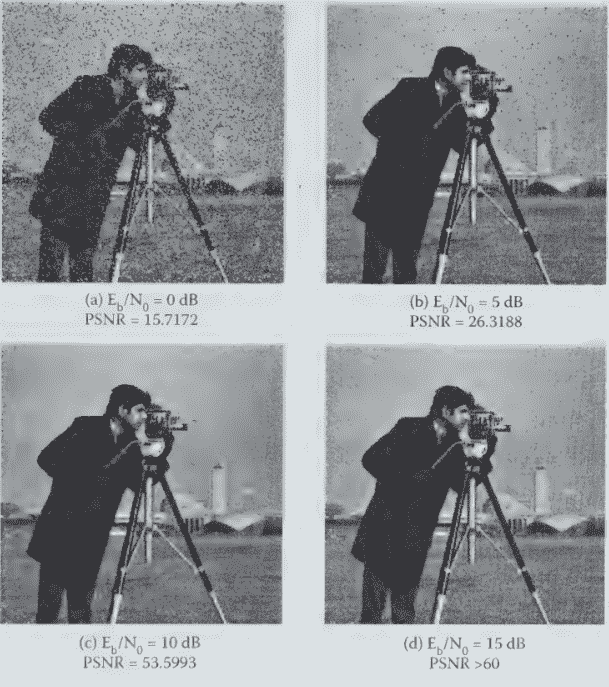 (a) E_b/N_0 = 0 dB
PSNR = 15.7172
(b) E_b/N_0 = 5 dB
PSNR = 26.3188
(c) E_b/N_0 = 10 dB
PSNR = 53.5993
(d) E_b/N_0 = 15 dB
PSNR >60